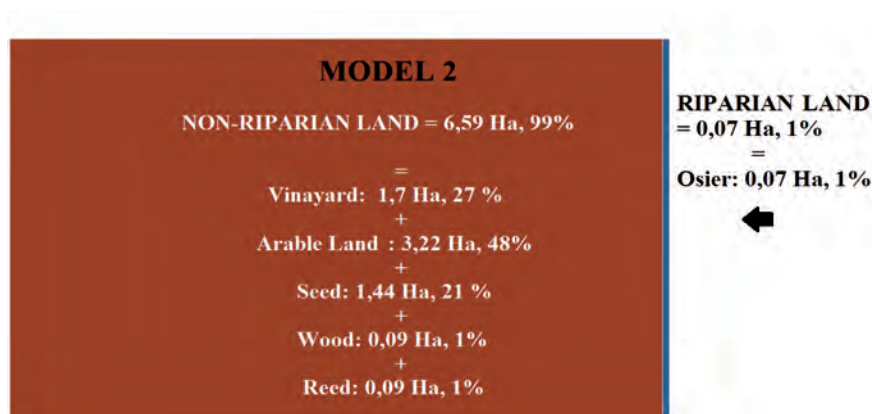 MODEL 2
NON-RIPARIAN LAND = 6,59 Ha, 99%
=
Vinayard: 1,7 Ha, 27 %
+
Arable Land : 3,22 Ha, 48%
+
Seed: 1,44 Ha, 21 %
+
Wood: 0,09 Ha, 1%
+
Reed: 0,09 Ha, 1%
RIPARIAN LAND
= 0,07 Ha, 1%
=
Osier: 0,07 Ha, 1%